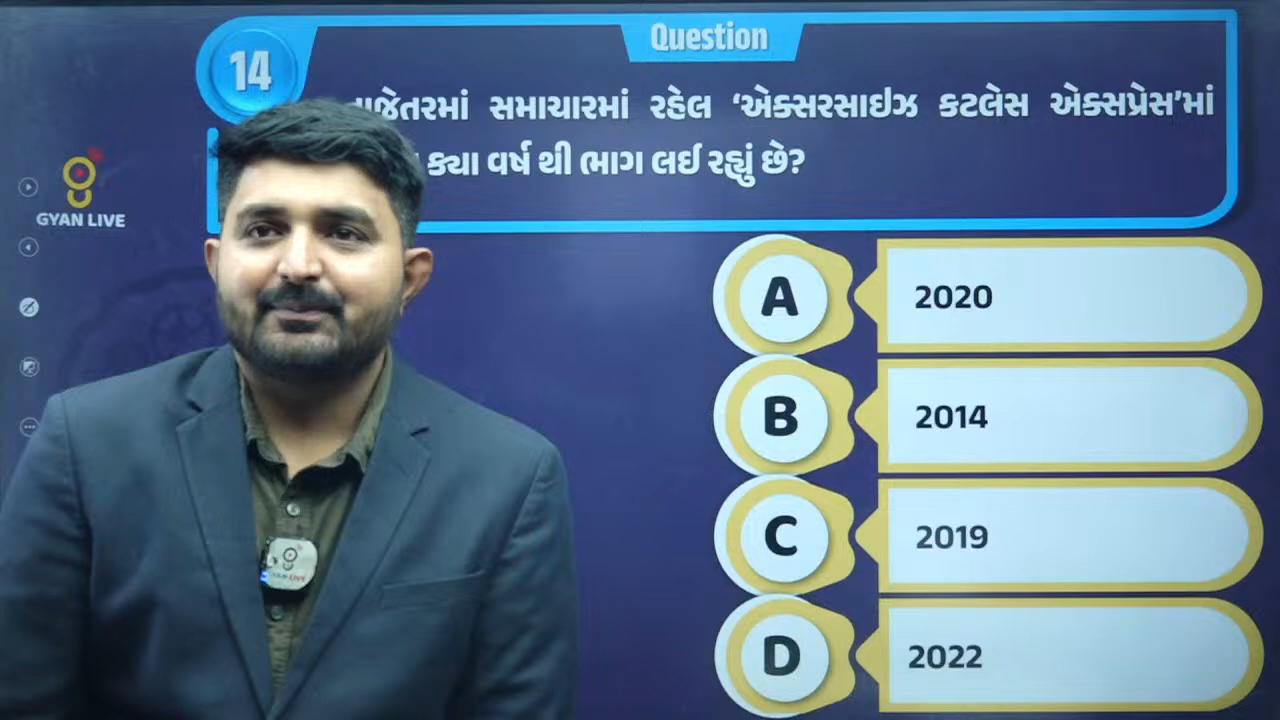 Question
14
સમાચારમાં રહેલ ‘એક્સરસાઇઝ કટલેસ એક્સપ્રેસ’માં
ક્યા વર્ષ થી ભાગ લઈ રહ્યું છે?
GYAN LIVE
A
2020
B
2014
C
2019
D
2022